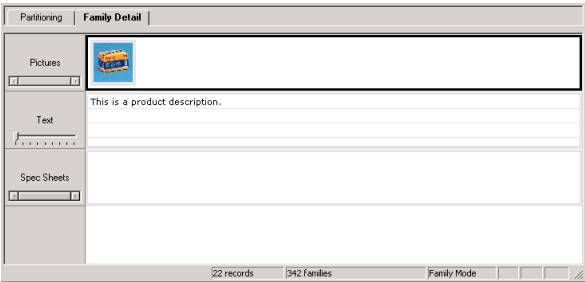 Partitioning
Family Detail
Pictures
Text
This is a product description.
Spec Sheets
22 records
342 families
Family Mode